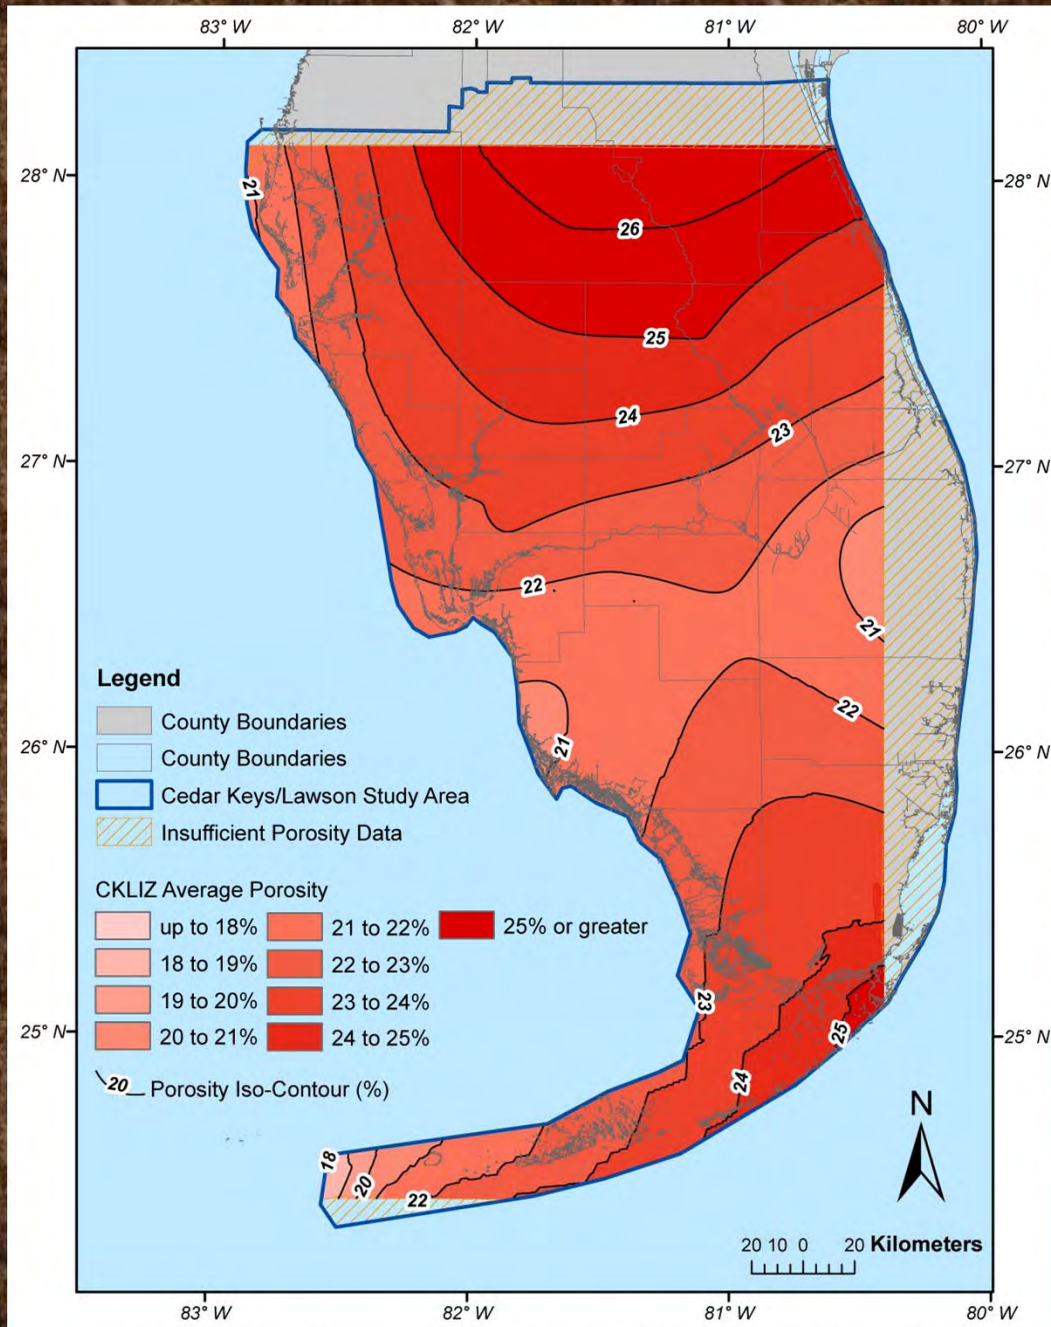 83° W 82° W 81° W 80° W
28° N 28° N
27° N 27° N
26° N 26° N
25° N 25° N
21
26
25
24
23
22
21
22
21
23
25
24
18
20
22
Legend
County Boundaries
County Boundaries
Cedar Keys/Lawson Study Area
Insufficient Porosity Data
CKLIZ Average Porosity
up to 18% 21 to 22% 25% or greater
18 to 19% 22 to 23%
19 to 20% 23 to 24%
20 to 21% 24 to 25%
20 Porosity Iso-Contour (%)
N
20 10 0 20 Kilometers
83° W 82° W 81° W 80° W